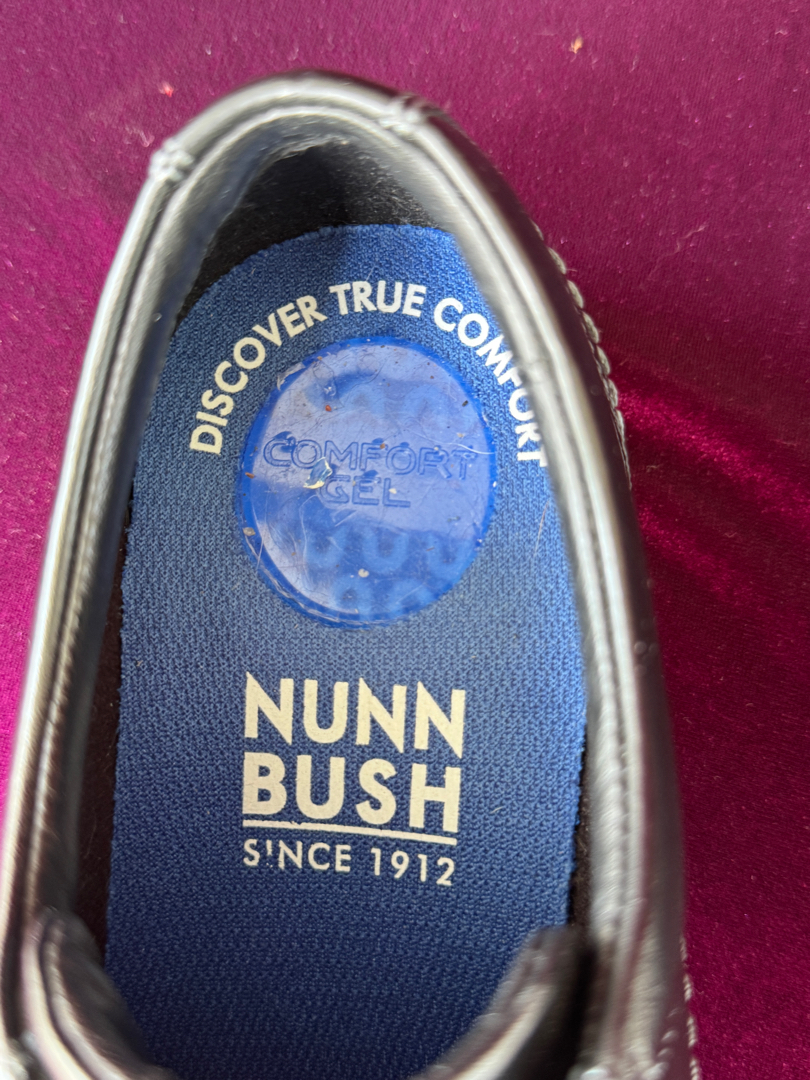 DISCOVER TRUE COMFORT
COMFORT
GEL
NUNN
BUSH
SINCE 1912